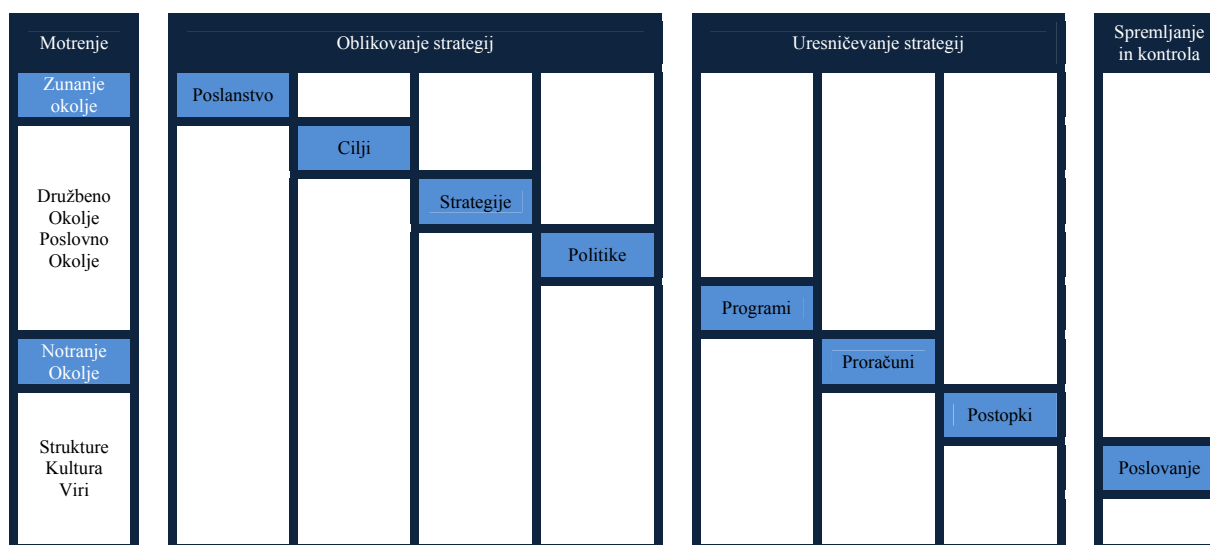 Motrenje
Oblikovanje strategij
Uresničevanje strategij
Spremljanje
in kontrola
Zunanje
okolje
Poslanstvo
Cilji
Družbeno
Okolje
Poslovno
Okolje
Strategije
Politike
Programi
Notranje
Okolje
Proračuni
Postopki
Strukture
Kultura
Viri
Poslovanje